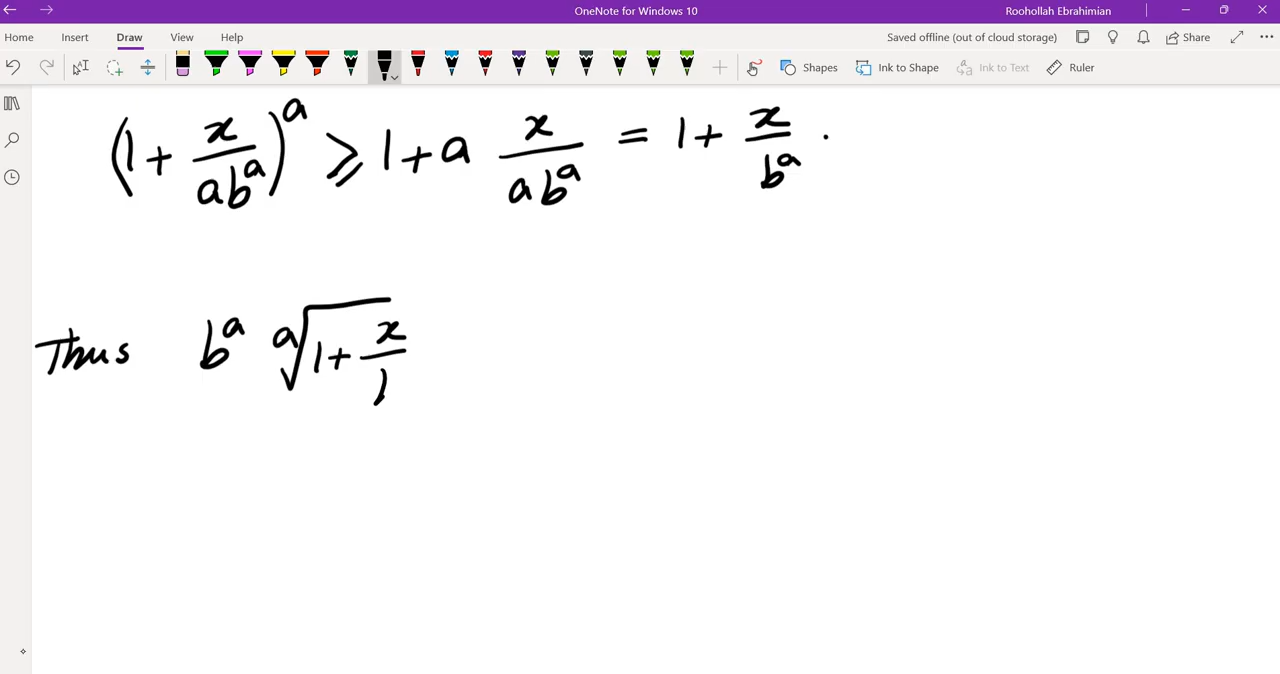 OneNote for Windows 10
Roohollah Ebrahimian
Home Insert Draw View Help
Saved offline (out of cloud storage)
Share
Shapes
Ink to Shape
Ink to Text
Ruler
(1 + x/(ab^a))^a ⩾ 1 + a x/(ab^a) = 1 + x/b^a .
Thus b^a ᵃ√(1 + x/